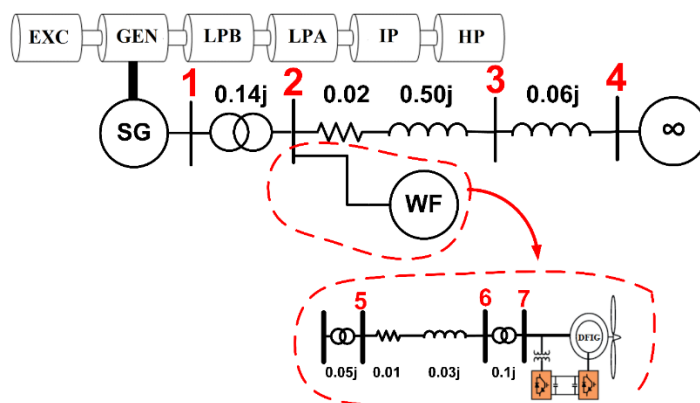 EXC GEN LPB LPA IP HP
1 2 3 4
0.14j 0.02 0.50j 0.06j
SG ∞
WF
5 6 7
DFIG
0.05j 0.01 0.03j 0.1j